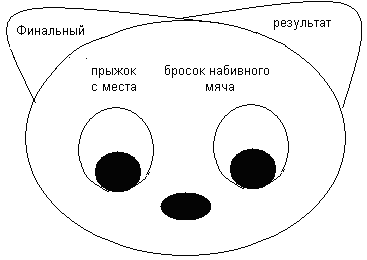 Финальный
результат
прыжок
с места
бросок набивного
мяча